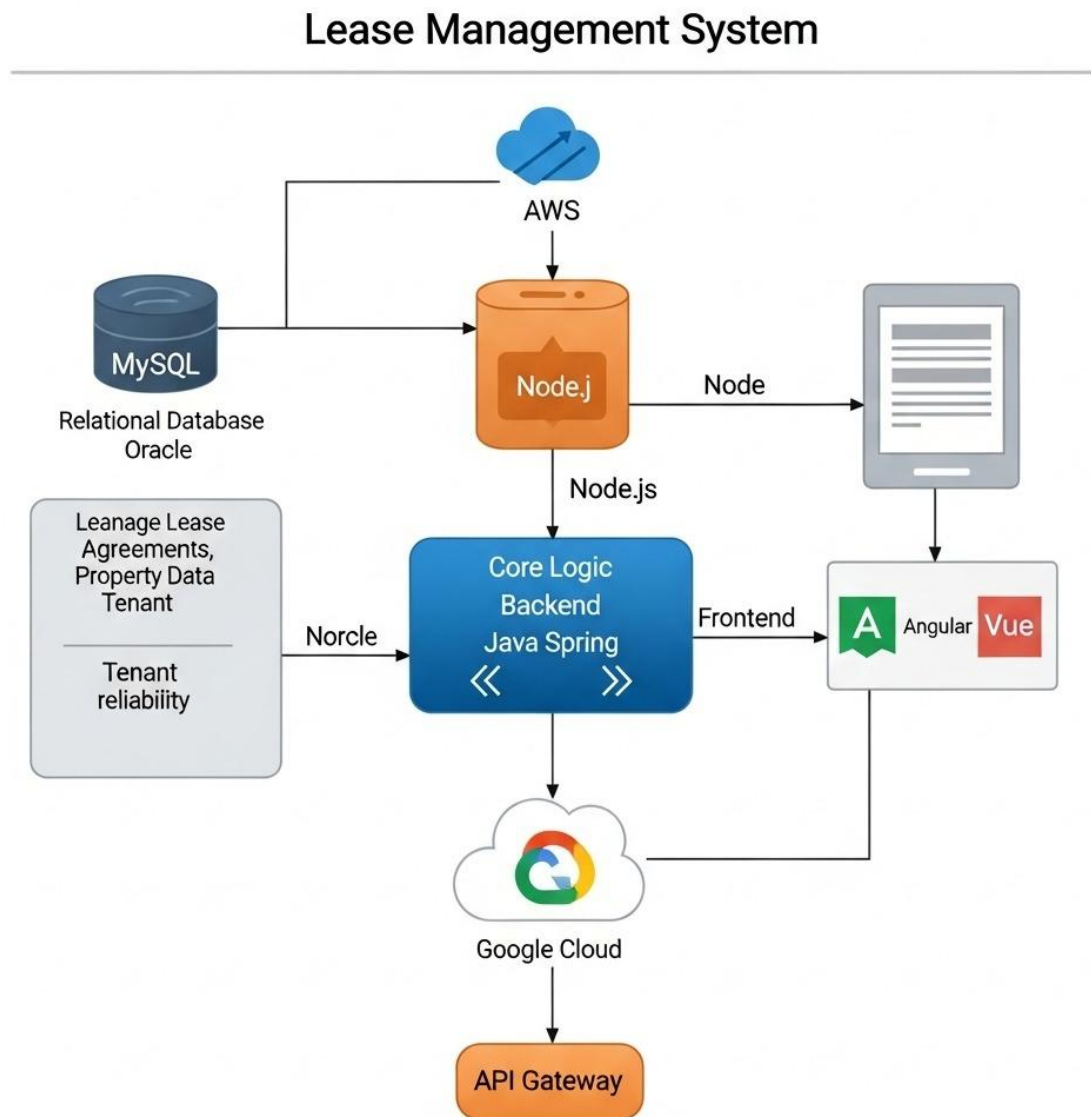 Lease Management System
AWS
MySQL
Relational Database
Oracle
Node.j
Node
Node.js
Leanage Lease
Agreements,
Property Data
Tenant
Tenant
reliability
Norcle
Core Logic
Backend
Java Spring
Frontend
A
Angular
Vue
Google Cloud
API Gateway